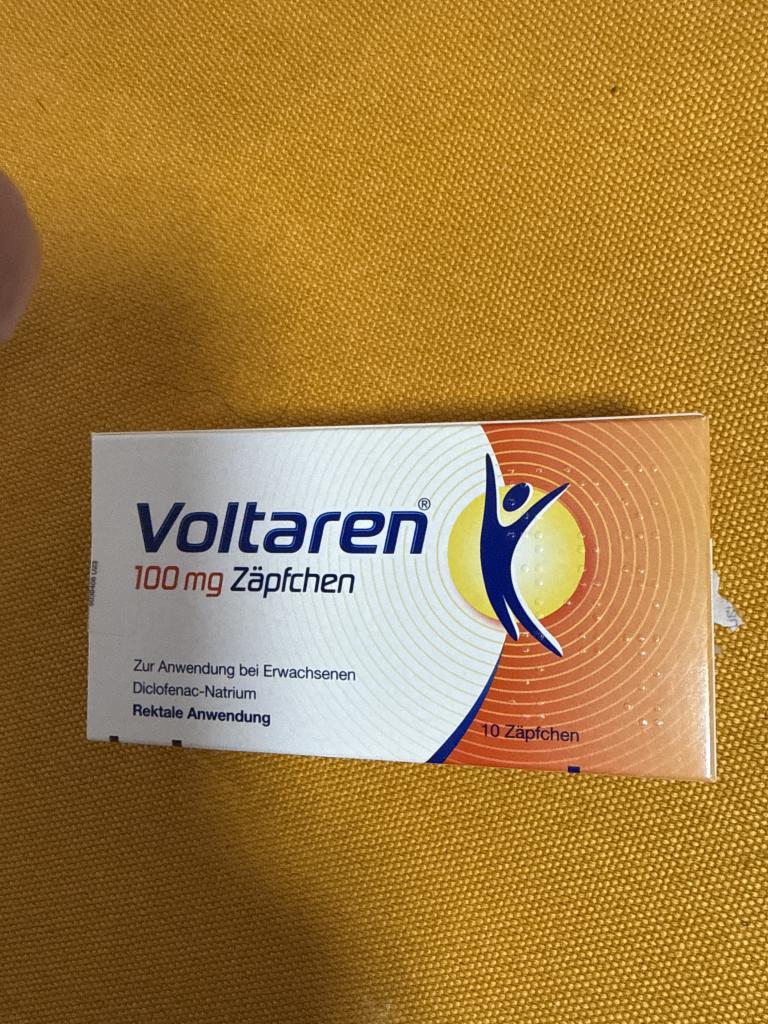 Voltaren®
100 mg Zäpfchen
Zur Anwendung bei Erwachsenen
Diclofenac-Natrium
Rektale Anwendung
10 Zäpfchen